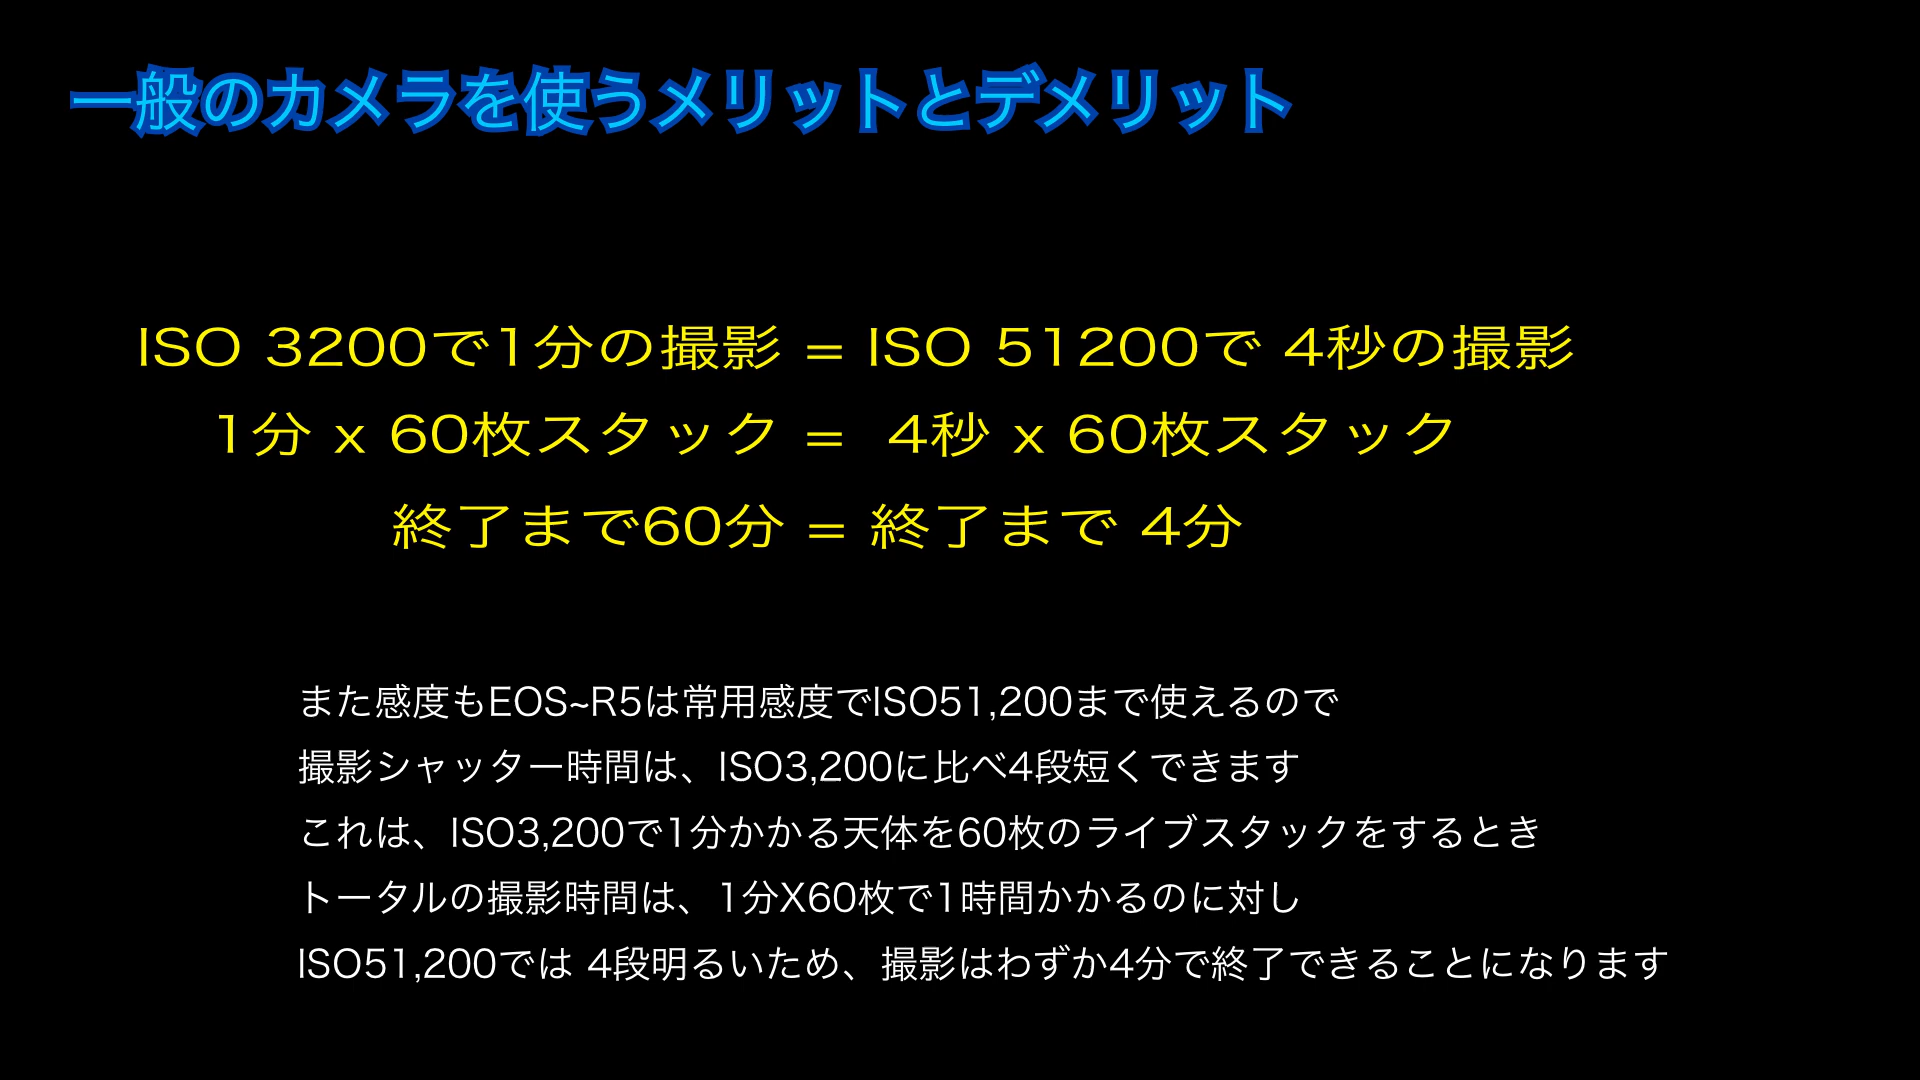 一般のカメラを使うメリットとデメリット
ISO 3200で1分の撮影 = ISO 51200で 4秒の撮影
1分 x 60枚スタック = 4秒 x 60枚スタック
終了まで60分 = 終了まで 4分
また感度もEOS~R5は常用感度でISO51,200まで使えるので
撮影シャッター時間は、ISO3,200に比べ4段短くできます
これは、ISO3,200で1分かかる天体を60枚のライブスタックをするとき
トータルの撮影時間は、1分X60枚で1時間かかるのに対し
ISO51,200では 4段明るいため、撮影はわずか4分で終了できることになります